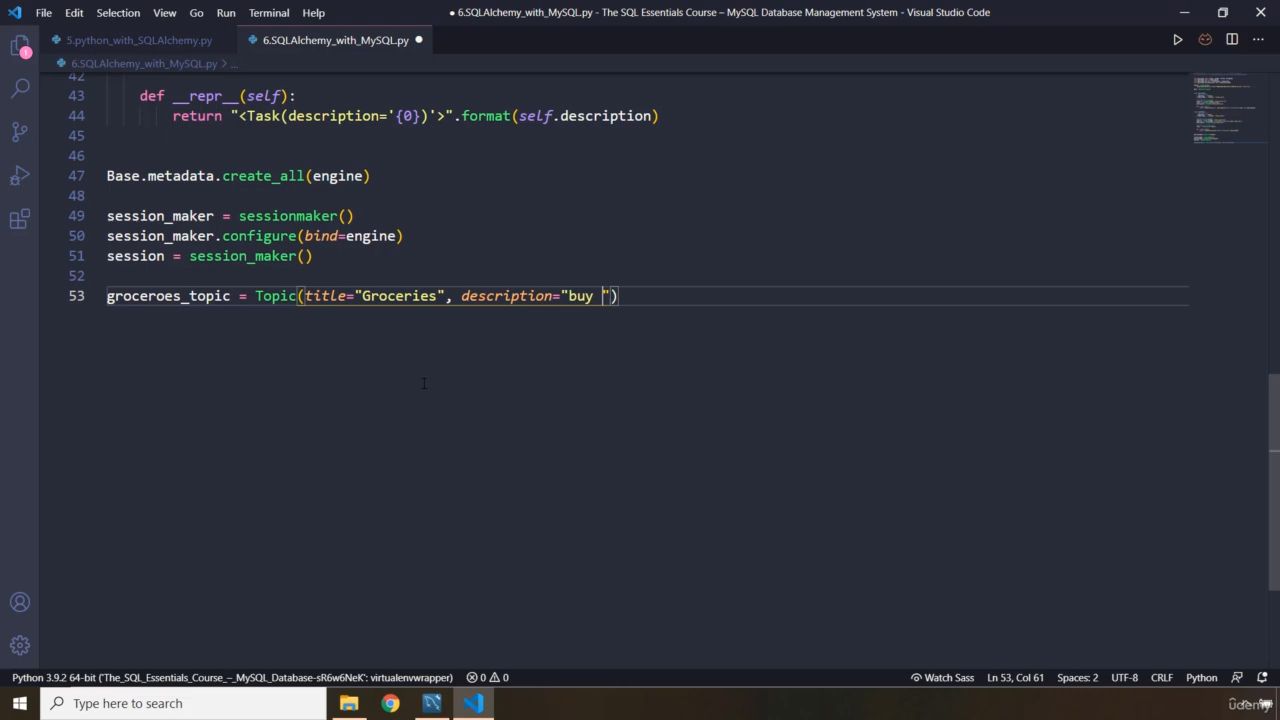 File Edit Selection View Go Run Terminal Help
● 6.SQLAlchemy_with_MySQL.py - The SQL Essentials Course – MySQL Database Management System - Visual Studio Code
5.python_with_SQLAlchemy.py 6.SQLAlchemy_with_MySQL.py
6.SQLAlchemy_with_MySQL.py > ...
42
43 def __repr__(self):
44 return "<Task(description='{0})'>".format(self.description)
45
46
47 Base.metadata.create_all(engine)
48
49 session_maker = sessionmaker()
50 session_maker.configure(bind=engine)
51 session = session_maker()
52
53 groceroes_topic = Topic(title="Groceries", description="buy ")
Python 3.9.2 64-bit ('The_SQL_Essentials_Course_–_MySQL_Database-sR6w6NeK': virtualenvwrapper) 0 0 Watch Sass Ln 53, Col 61 Spaces: 2 UTF-8 CRLF Python
Type here to search
udemy